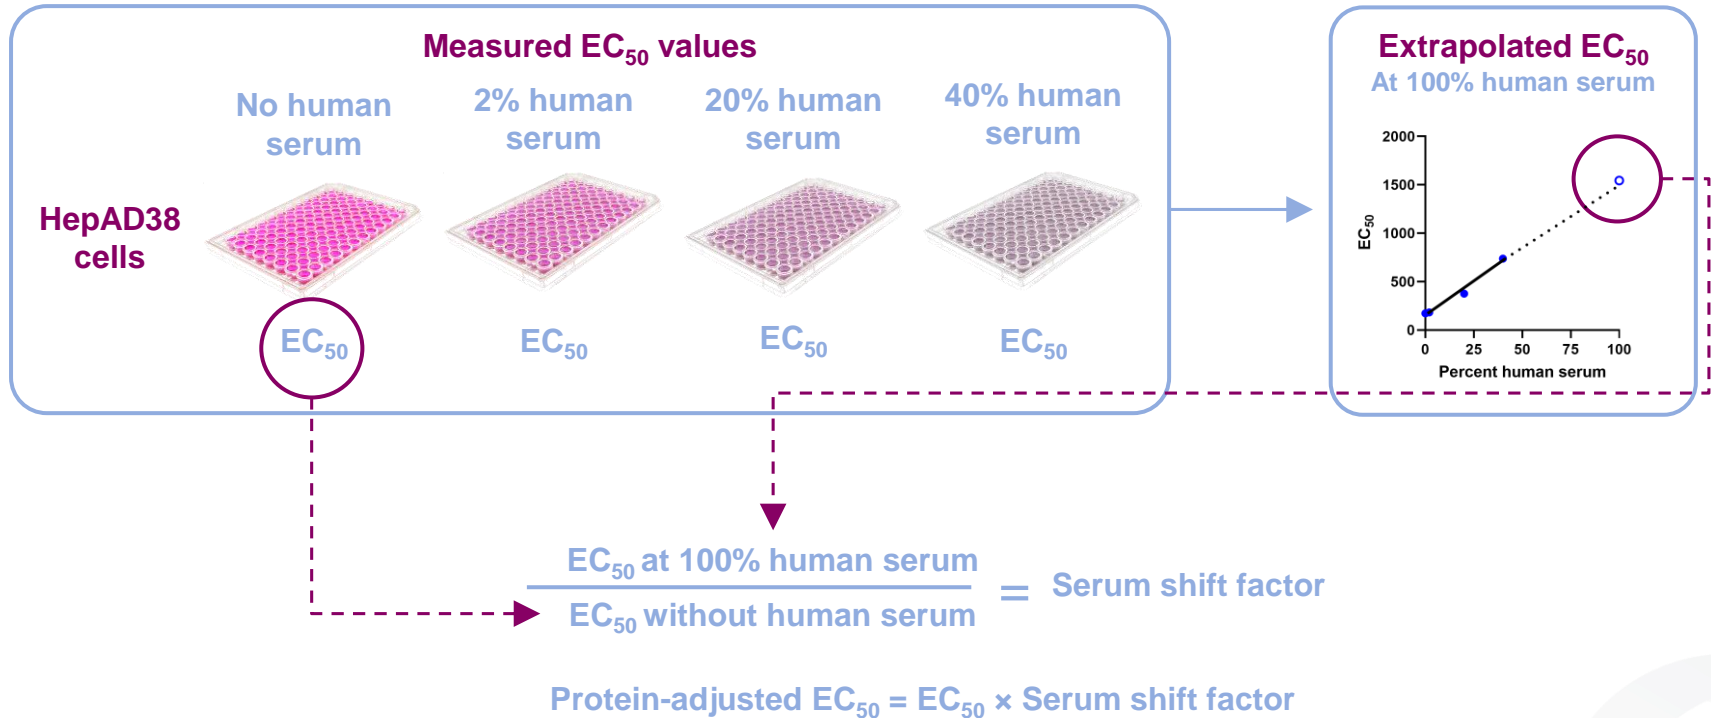 Measured EC50 values
No human
serum
2% human
serum
20% human
serum
40% human
serum
HepAD38
cells
EC50
EC50
EC50
EC50
Extrapolated EC50
At 100% human serum
2000
1500
1000
500
0
EC50
0 25 50 75 100
Percent human serum
EC50 at 100% human serum
EC50 without human serum
= Serum shift factor
Protein-adjusted EC50 = EC50 × Serum shift factor